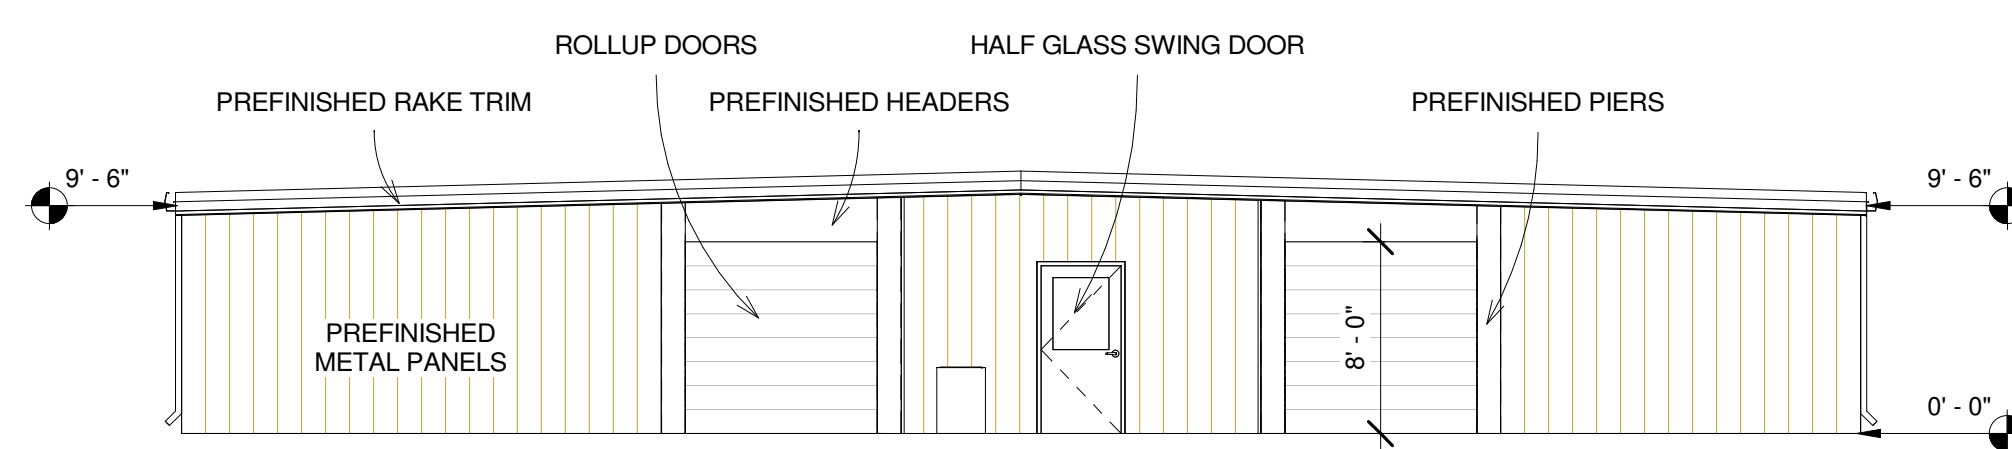 ROLLUP DOORS
HALF GLASS SWING DOOR
PREFINISHED RAKE TRIM
PREFINISHED HEADERS
PREFINISHED PIERS
9' - 6"
9' - 6"
PREFINISHED
METAL PANELS
8' - 0"
0' - 0"